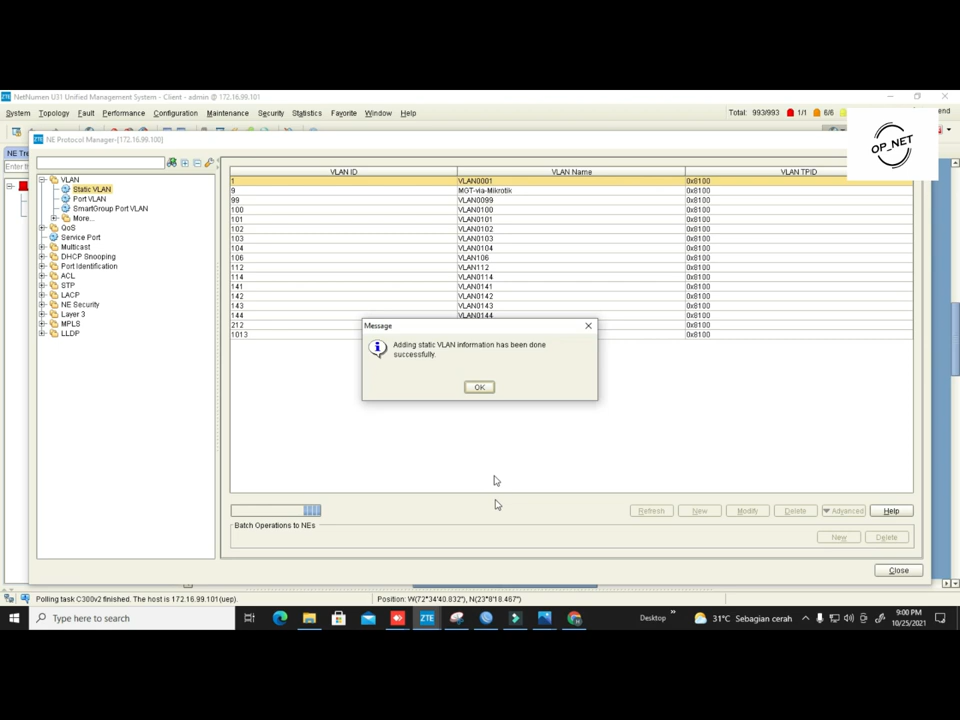 NetNumen U31 Unified Management System - Client - admin @ 172.16.99.101
System Topology Fault Performance Configuration Maintenance Security Statistics Favorite Window Help
Total: 993/993 1/1 6/6
NE Protocol Manager-[172.16.99.100]
OP_NET
NE Tre
VLAN ID VLAN Name VLAN TPID
VLAN
Static VLAN
Port VLAN
SmartGroup Port VLAN
More...
QoS
Service Port
Multicast
DHCP Snooping
Port Identification
ACL
STP
LACP
NE Security
Layer 3
MPLS
LLDP
1 VLAN0001 0x8100
9 MGT-via-Mikrotik 0x8100
99 VLAN0099 0x8100
100 VLAN0100 0x8100
101 VLAN0101 0x8100
102 VLAN0102 0x8100
103 VLAN0103 0x8100
104 VLAN0104 0x8100
106 VLAN106 0x8100
112 VLAN112 0x8100
114 VLAN0114 0x8100
141 VLAN0141 0x8100
142 VLAN0142 0x8100
143 VLAN0143 0x8100
144 VLAN0144 0x8100
212 0x8100
1013 0x8100
Message
Adding static VLAN information has been done
successfully.
OK
Refresh New Modify Delete Advanced Help
Batch Operations to NEs
New Delete
Close
Polling task C300v2 finished. The host is 172.16.99.101(uep). Position: W(72°34'40.832"), N(23°8'18.467")
Type here to search
ZTE
Desktop
31°C Sebagian cerah
9:00 PM
10/25/2021